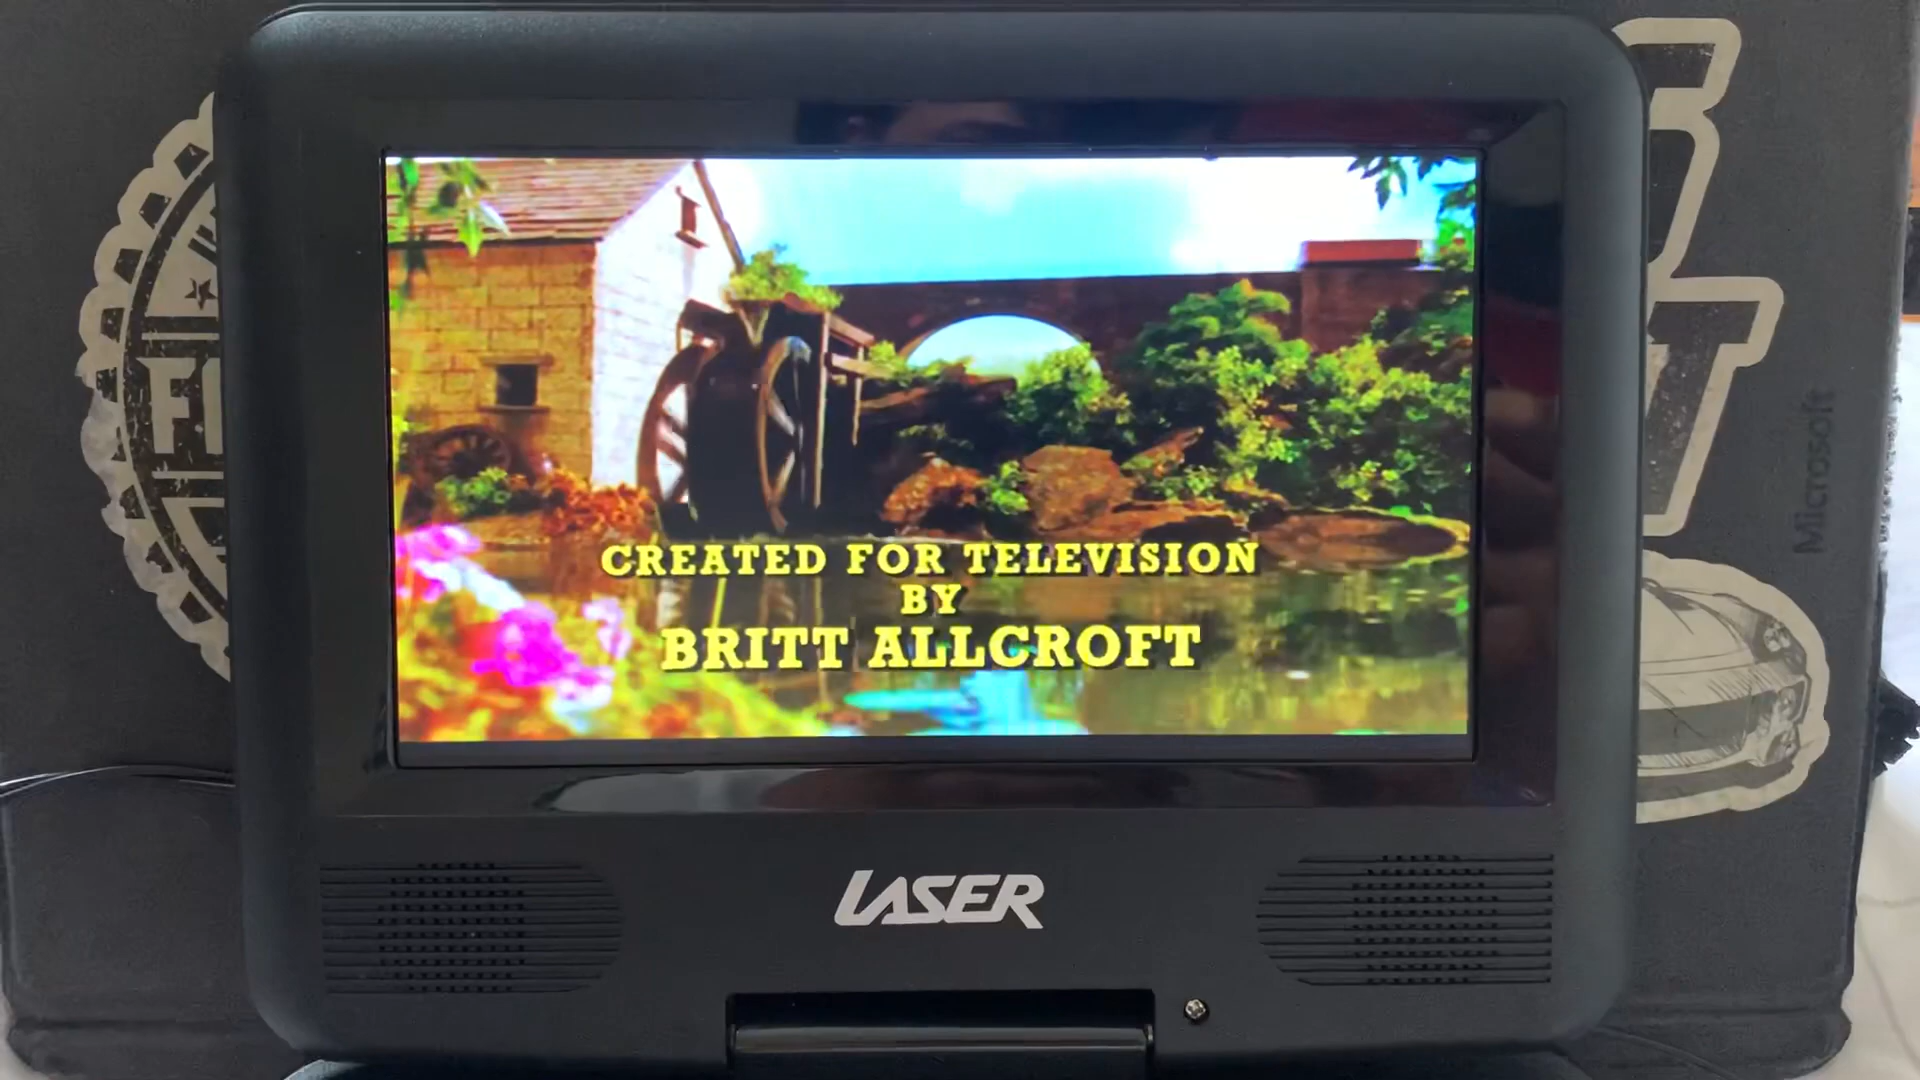 CREATED FOR TELEVISION
BY
BRITT ALLCROFT
LASER
Microsoft